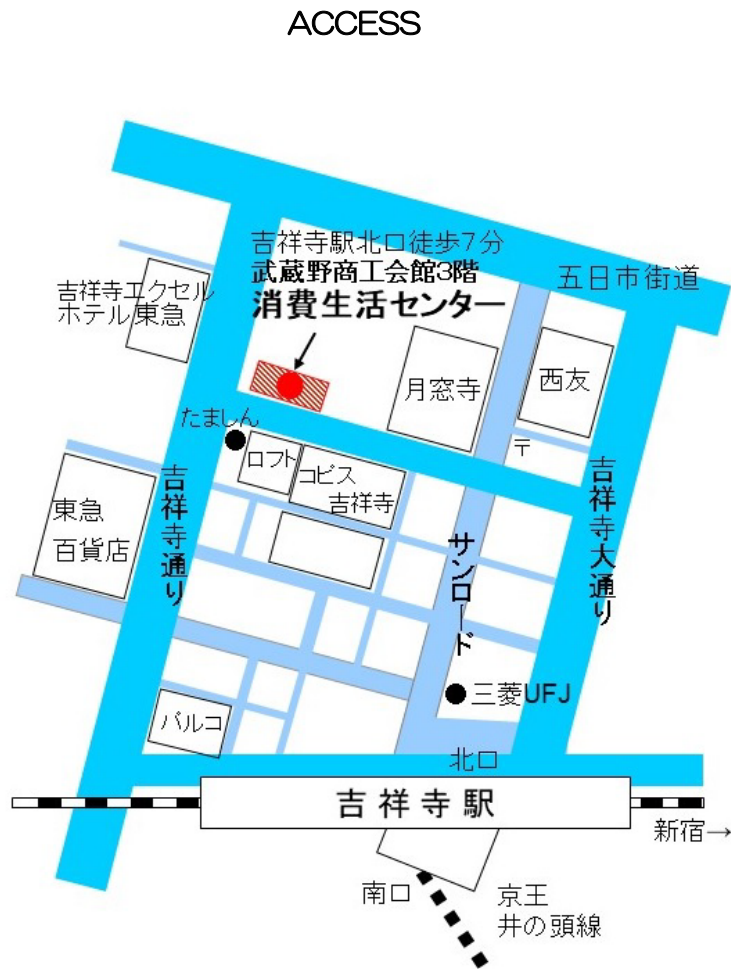 ACCESS
吉祥寺駅北口徒歩7分
武蔵野商工会館3階
消費生活センター
五日市街道
吉祥寺エクセル
ホテル東急
月窓寺
西友
たましん
〒
ロフト
コピス
吉祥寺
東急
百貨店
吉祥寺通り
サンロード
吉祥寺大通り
三菱UFJ
パルコ
北口
吉祥寺駅
新宿→
南口
京王
井の頭線